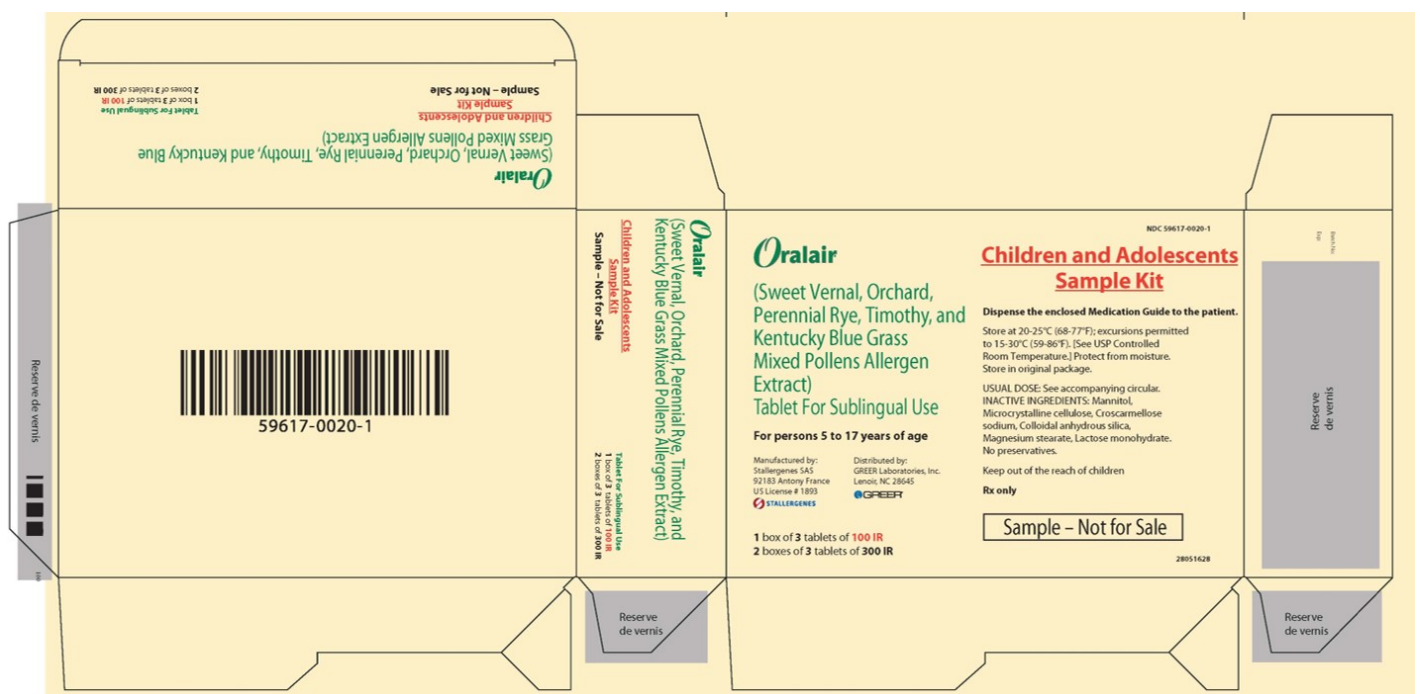 Oralair
(Sweet Vernal, Orchard, Perennial Rye, Timothy, and Kentucky Blue
Grass Mixed Pollens Allergen Extract)
Children and Adolescents
Sample Kit
Sample – Not for Sale
Tablet For Sublingual Use
1 box of 3 tablets of 100 IR
2 boxes of 3 tablets of 300 IR
Reserve de vernis
59617-0020-1
Oralair
(Sweet Vernal, Orchard, Perennial Rye, Timothy, and
Kentucky Blue Grass Mixed Pollens Allergen Extract)
Children and Adolescents
Sample Kit
Sample – Not for Sale
Tablet For Sublingual Use
1 box of 3 tablets of 100 IR
2 boxes of 3 tablets of 300 IR
Oralair
(Sweet Vernal, Orchard,
Perennial Rye, Timothy, and
Kentucky Blue Grass
Mixed Pollens Allergen
Extract)
Tablet For Sublingual Use
For persons 5 to 17 years of age
Manufactured by:
Stallergenes SAS
92183 Antony France
US License # 1893
STALLERGENES
Distributed by:
GREER Laboratories, Inc.
Lenoir, NC 28645
GREER
1 box of 3 tablets of 100 IR
2 boxes of 3 tablets of 300 IR
NDC 59617-0020-1
Children and Adolescents
Sample Kit
Dispense the enclosed Medication Guide to the patient.
Store at 20-25°C (68-77°F); excursions permitted
to 15-30°C (59-86°F). [See USP Controlled
Room Temperature.] Protect from moisture.
Store in original package.
USUAL DOSE: See accompanying circular.
INACTIVE INGREDIENTS: Mannitol,
Microcrystalline cellulose, Croscarmellose
sodium, Colloidal anhydrous silica,
Magnesium stearate, Lactose monohydrate.
No preservatives.
Keep out of the reach of children
Rx only
Sample – Not for Sale
28051628
Batch No:
Exp:
Reserve
de vernis
Reserve
de vernis
Reserve
de vernis